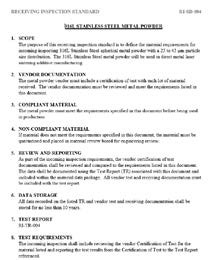 RECEIVING INSPECTION STANDARD RI-SD-004
316L STAINLESS STEEL METAL POWDER
1. SCOPE
The purpose of this receiving inspection standard is to define the material requirements for
incoming inspection 316L Stainless Steel spherical metal powder with a 25 to 45 µm particle
size distribution. The 316L Stainless Steel metal powder will be used in direct metal laser
sintering additive manufacturing.
2. VENDOR DOCUMENTATION
The metal powder vendor must include a certification of test with each lot of material
received. The vendor documentation must be reviewed and meet the requirements listed in
this document.
3. COMPLIANT MATERIAL
The metal powder must meet the requirements specified in this document before being used
in production.
4. NON-COMPLIANT MATERIAL
If material does not meet the requirements specified in this document, the material must be
quarantined and placed in material review board for engineering review.
5. REVIEW AND REPORTING
As part of the incoming inspection requirements, the vendor certification of test
documentation shall be reviewed and compared to the requirements listed in this document.
The data shall be documented using the Test Report (TR) associated with this document and
included within the material data package. All vendor test and receiving documentation must
be included with the test report.
6. DATA STORAGE
All data recorded on the listed TR and vendor test and receiving documentation shall be
stored for no less than 10 years.
7. TEST REPORT
RI-TR-004
8. TEST REQUIREMENTS
The incoming inspection shall include reviewing the vendor Certification of Test for the
material listed and reporting the test results from the Certification of Test to the Test Report
referenced.